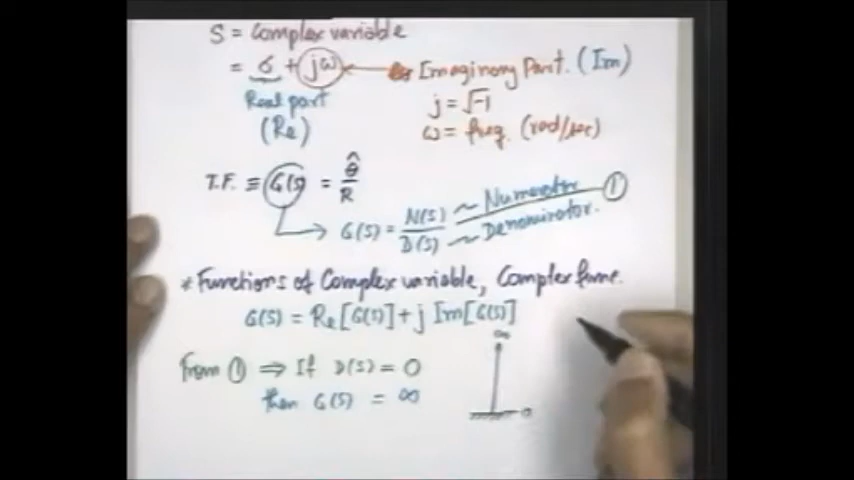 S = Complex variable
= σ + jω ← Imaginary Part. (Im)
Real part j = √-1
(Re) ω = freq. (rad/sec)
T.F. ≡ G(s) = θ̂/R
G(s) = N(s)/D(s) ~ Numerator ①
~ Denominator.
* Functions of Complex variable, Complex func.
G(s) = Re[G(s)] + j Im[G(s)]
∞
From ① ⇒ If D(s) = 0
then G(s) = ∞
0